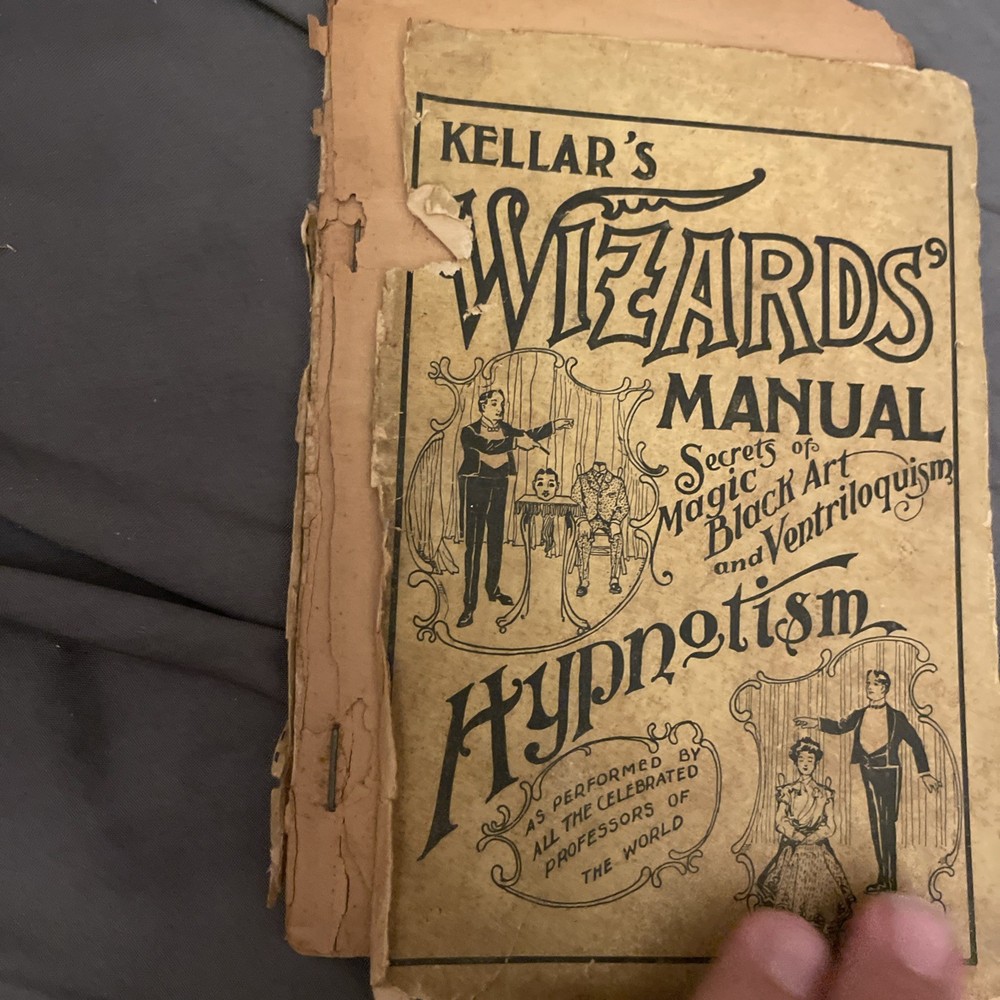 KELLAR'S
WIZARDS'
MANUAL
Secrets of
Magic
Black Art
and Ventriloquism
Hypnotism
AS PERFORMED BY
ALL THE CELEBRATED
PROFESSORS OF
THE WORLD